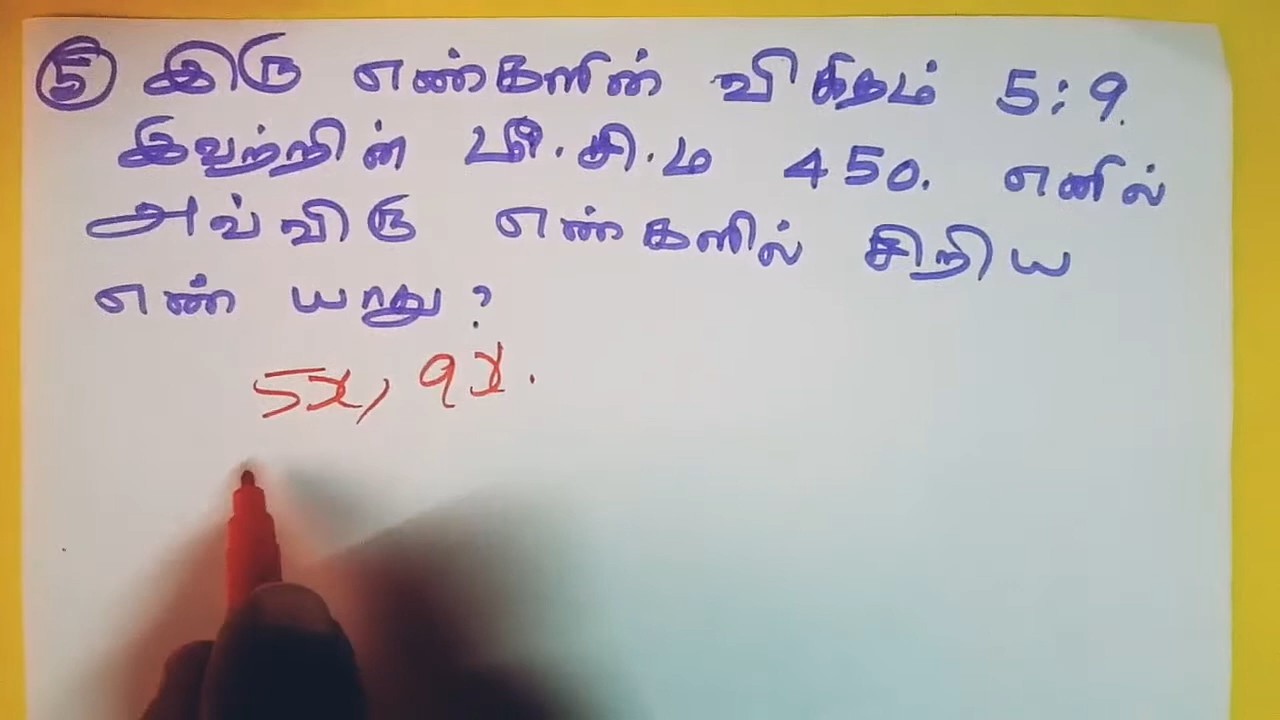 5 இரு எண்களின் விகிதம் 5:9.
இவற்றின் மீ.சி.ம 450. எனில்
அவ்விரு எண்களில் சிறிய
எண் யாது?
5x, 9x.